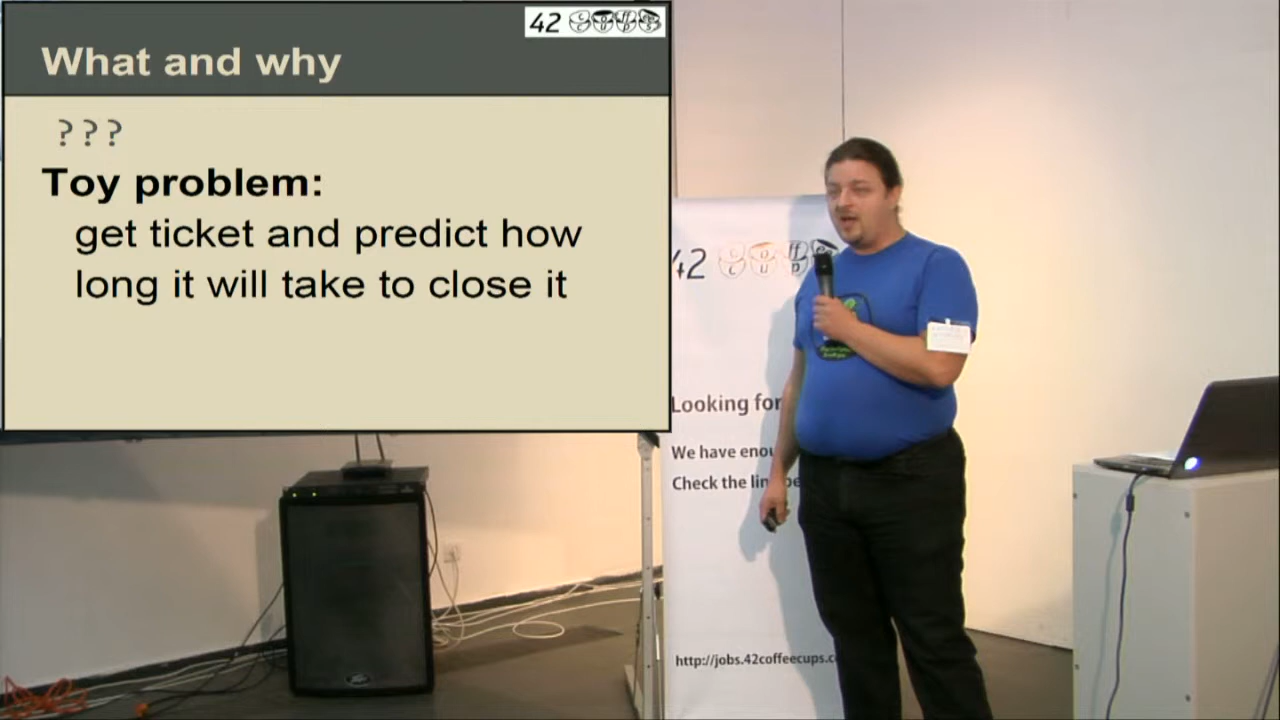 42
What and why
? ? ?
Toy problem:
get ticket and predict how
long it will take to close it
42
Looking for
We have enou
Check the lin
http://jobs.42coffeecups.c